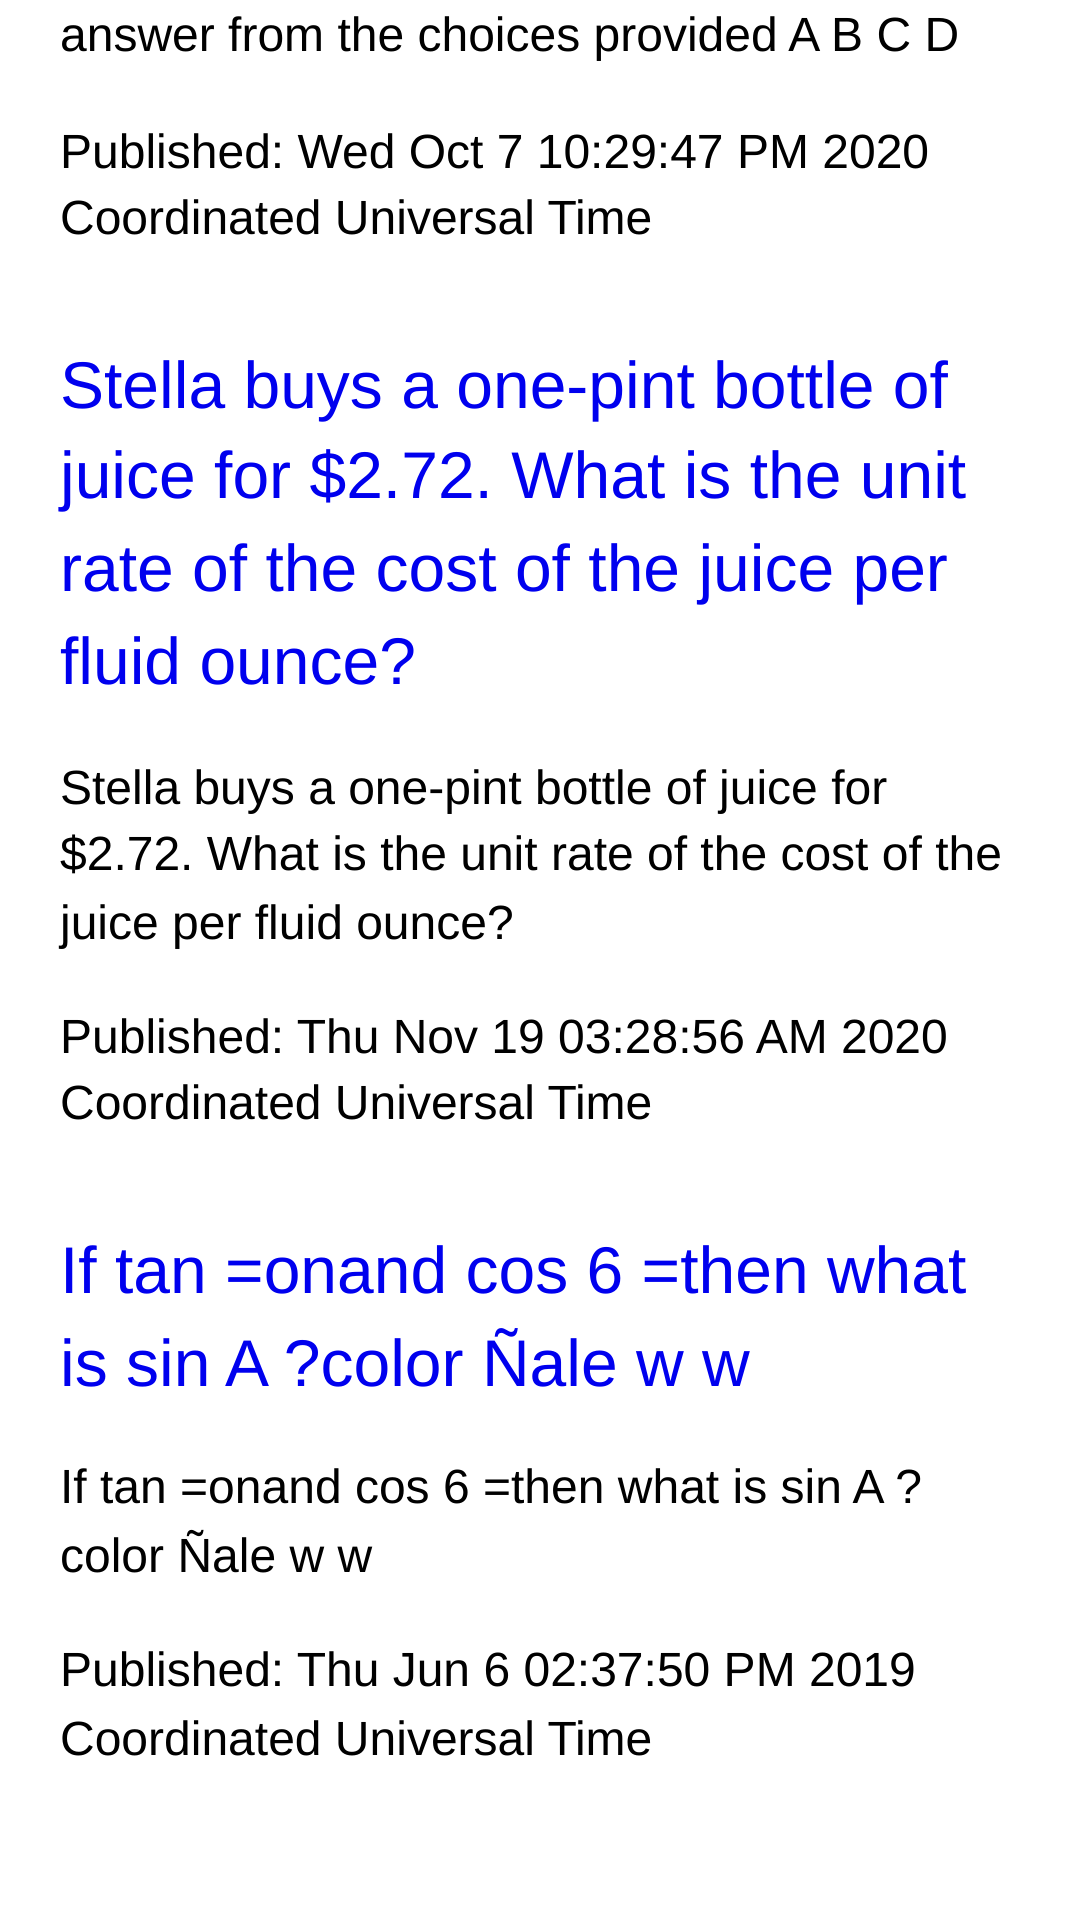 answer from the choices provided A B C D
Published: Wed Oct 7 10:29:47 PM 2020
Coordinated Universal Time
Stella buys a one-pint bottle of
juice for $2.72. What is the unit
rate of the cost of the juice per
fluid ounce?
Stella buys a one-pint bottle of juice for
$2.72. What is the unit rate of the cost of the
juice per fluid ounce?
Published: Thu Nov 19 03:28:56 AM 2020
Coordinated Universal Time
If tan =onand cos 6 =then what
is sin A ?color Ñale w w
If tan =onand cos 6 =then what is sin A ?
color Ñale w w
Published: Thu Jun 6 02:37:50 PM 2019
Coordinated Universal Time